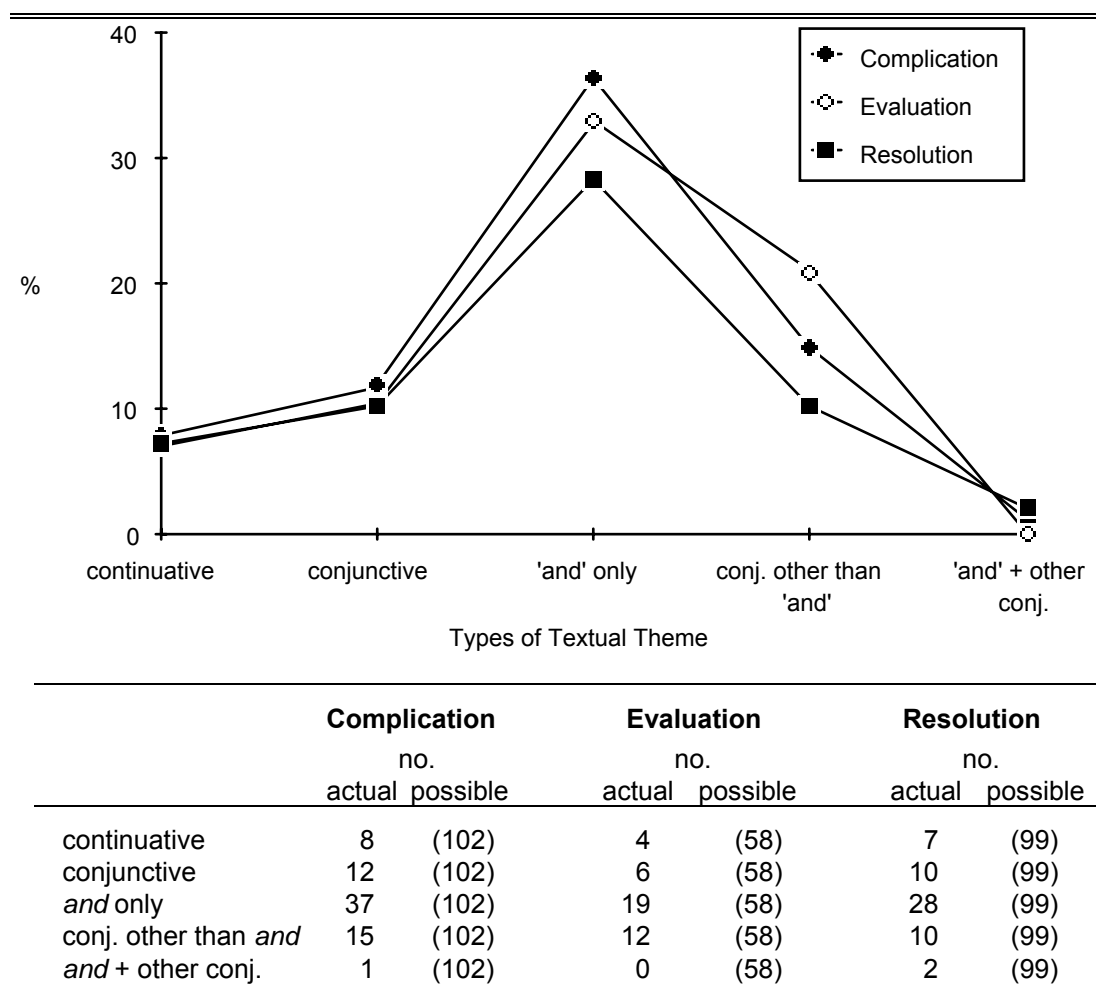 40
Complication
Evaluation
30
Resolution
% 20
10
0
continuative conjunctive 'and' only conj. other than 'and' + other
'and' conj.
Types of Textual Theme
Complication Evaluation Resolution
no. no. no.
actual possible actual possible actual possible
continuative 8 (102) 4 (58) 7 (99)
conjunctive 12 (102) 6 (58) 10 (99)
and only 37 (102) 19 (58) 28 (99)
conj. other than and 15 (102) 12 (58) 10 (99)
and + other conj. 1 (102) 0 (58) 2 (99)